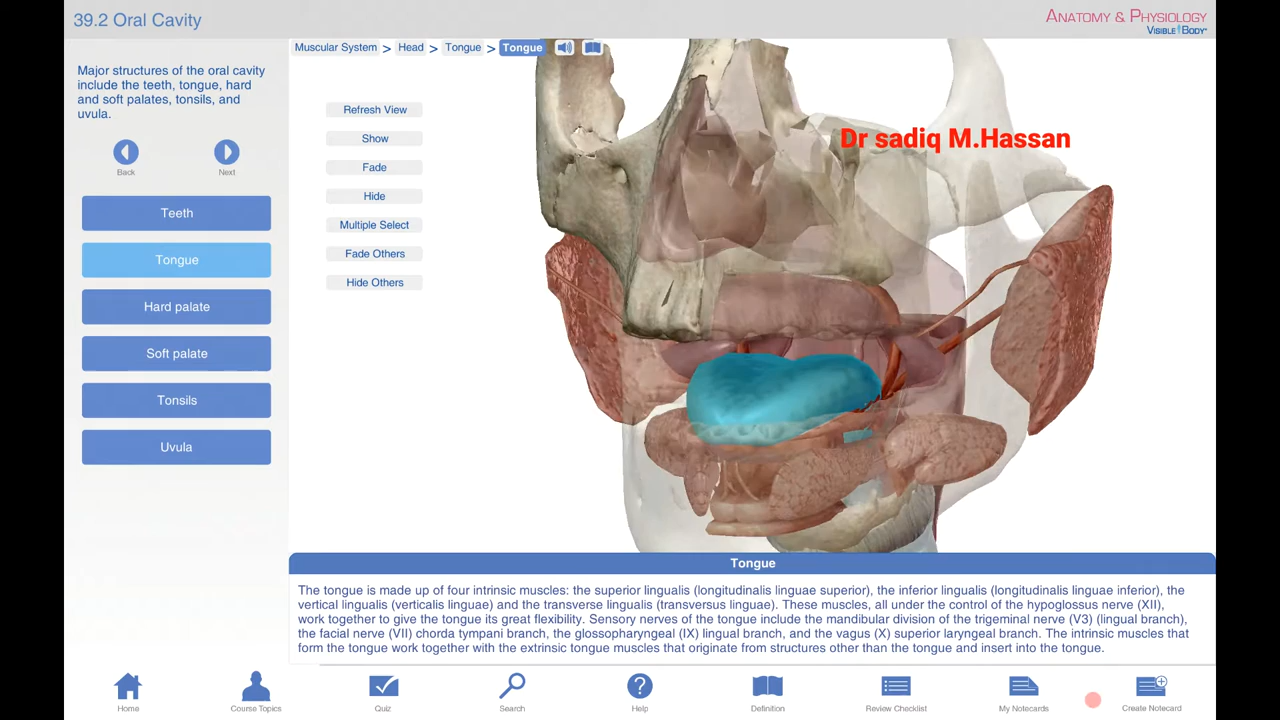 39.2 Oral Cavity
ANATOMY & PHYSIOLOGY
VISIBLE BODY®
Muscular System > Head > Tongue > Tongue
Major structures of the oral cavity
include the teeth, tongue, hard
and soft palates, tonsils, and
uvula.
Back
Next
Teeth
Tongue
Hard palate
Soft palate
Tonsils
Uvula
Refresh View
Show
Fade
Hide
Multiple Select
Fade Others
Hide Others
Dr sadiq M.Hassan
Tongue
The tongue is made up of four intrinsic muscles: the superior lingualis (longitudinalis linguae superior), the inferior lingualis (longitudinalis linguae inferior), the
vertical lingualis (verticalis linguae) and the transverse lingualis (transversus linguae). These muscles, all under the control of the hypoglossus nerve (XII),
work together to give the tongue its great flexibility. Sensory nerves of the tongue include the mandibular division of the trigeminal nerve (V3) (lingual branch),
the facial nerve (VII) chorda tympani branch, the glossopharyngeal (IX) lingual branch, and the vagus (X) superior laryngeal branch. The intrinsic muscles that
form the tongue work together with the extrinsic tongue muscles that originate from structures other than the tongue and insert into the tongue.
Home
Course Topics
Quiz
Search
Help
Definition
Review Checklist
My Notecards
Create Notecard